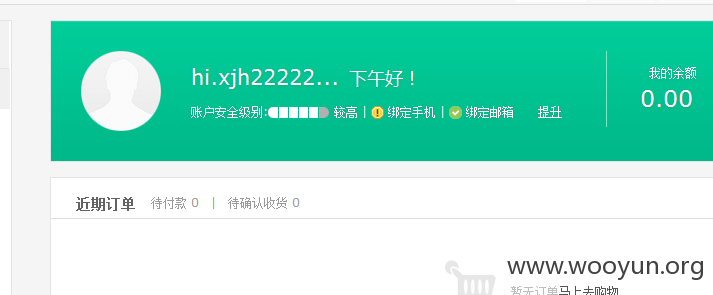 hi.xjh22222... 下午好！
我的余额
账户安全级别: 较高 | 绑定手机 | 绑定邮箱 提升
0.00
近期订单 待付款 0 | 待确认收货 0
www.wooyun.org
暂无订单马上去购物